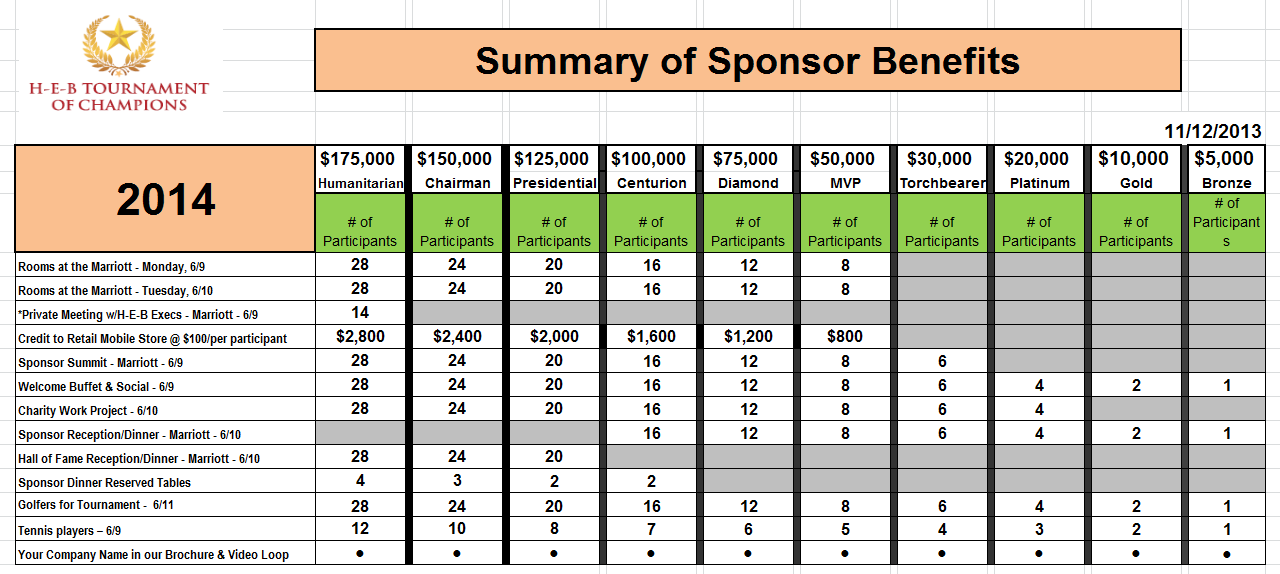 H-E-B TOURNAMENT
OF CHAMPIONS
Summary of Sponsor Benefits
11/12/2013
2014
$175,000 $150,000 $125,000 $100,000 $75,000 $50,000 $30,000 $20,000 $10,000 $5,000
Humanitarian Chairman Presidential Centurion Diamond MVP Torchbearer Platinum Gold Bronze
# of Participants # of Participants # of Participants # of Participants # of Participants # of Participants # of Participants # of Participants # of Participants # of Participants
Rooms at the Marriott - Monday, 6/9 28 24 20 16 12 8
Rooms at the Marriott - Tuesday, 6/10 28 24 20 16 12 8
*Private Meeting w/H-E-B Execs - Marriott - 6/9 14
Credit to Retail Mobile Store @ $100/per participant $2,800 $2,400 $2,000 $1,600 $1,200 $800
Sponsor Summit - Marriott - 6/9 28 24 20 16 12 8 6
Welcome Buffet & Social - 6/9 28 24 20 16 12 8 6 4 2 1
Charity Work Project - 6/10 28 24 20 16 12 8 6 4
Sponsor Reception/Dinner - Marriott - 6/10 16 12 8 6 4 2 1
Hall of Fame Reception/Dinner - Marriott - 6/10 28 24 20
Sponsor Dinner Reserved Tables 4 3 2 2
Golfers for Tournament - 6/11 28 24 20 16 12 8 6 4 2 1
Tennis players – 6/9 12 10 8 7 6 5 4 3 2 1
Your Company Name in our Brochure & Video Loop • • • • • • • • • •